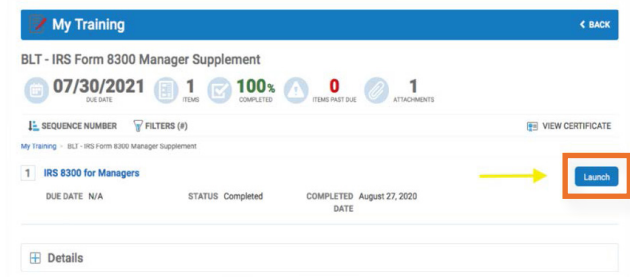 My Training
< BACK
BLT - IRS Form 8300 Manager Supplement
07/30/2021 1 100% 0 1
DUE DATE ITEMS COMPLETED ITEMS PAST DUE ATTACHMENTS
SEQUENCE NUMBER FILTERS (#) VIEW CERTIFICATE
My Training - BLT - IRS Form 8300 Manager Supplement
1 IRS 8300 for Managers
Launch
DUE DATE N/A STATUS Completed COMPLETED August 27, 2020
DATE
Details